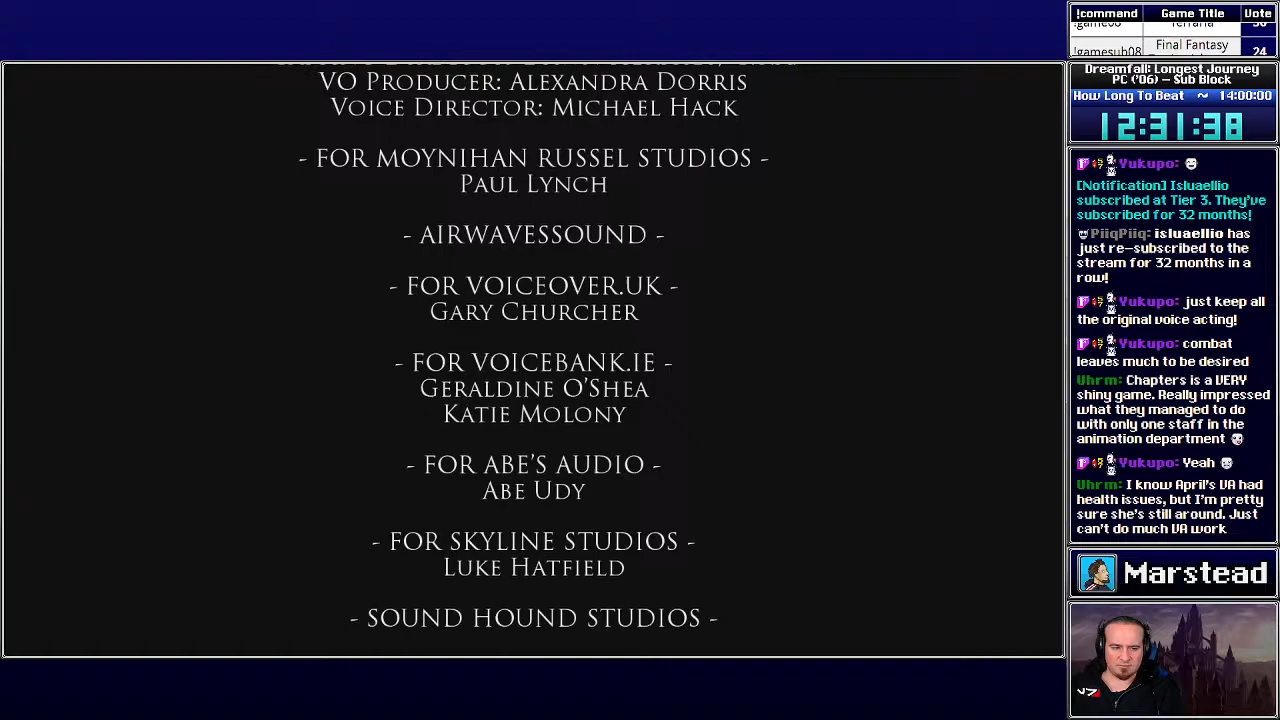 VO Producer: Alexandra Dorris
Voice Director: Michael Hack
- FOR MOYNIHAN RUSSEL STUDIOS -
Paul Lynch
- AIRWAVESSOUND -
- FOR VOICEOVER.UK -
Gary Churcher
- FOR VOICEBANK.IE -
Geraldine O'Shea
Katie Molony
- FOR ABE'S AUDIO -
Abe Udy
- FOR SKYLINE STUDIOS -
Luke Hatfield
- SOUND HOUND STUDIOS -
!command Game Title Vote
Final Fantasy
!gamesub08 24
Dreamfall: Longest Journey
PC ('06) - Sub Block
How Long To Beat ~ 14:00:00
12:31:38
Yukupo:
[Notification] Isluaellio
subscribed at Tier 3. They've
subscribed for 32 months!
PiiqPiiq: isluaellio has
just re-subscribed to the
stream for 32 months in a
row!
Yukupo: just keep all
the original voice acting!
Yukupo: combat
leaves much to be desired
Uhrm: Chapters is a VERY
shiny game. Really impressed
what they managed to do
with only one staff in the
animation department
Yukupo: Yeah
Uhrm: I know April's VA had
health issues, but I'm pretty
sure she's still around. Just
can't do much VA work
Marstead
N7